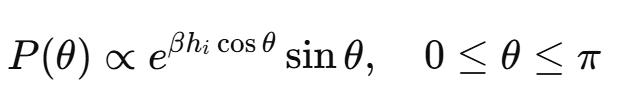 P(θ) ∝ e^{βh_i cos θ} sin θ, 0 ≤ θ ≤ π